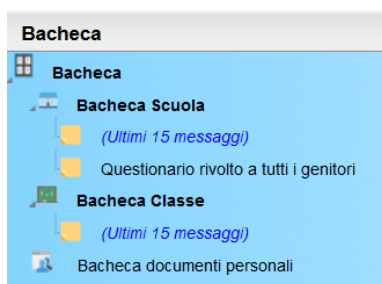 Bacheca
Bacheca
Bacheca Scuola
(Ultimi 15 messaggi)
Questionario rivolto a tutti i genitori
Bacheca Classe
(Ultimi 15 messaggi)
Bacheca documenti personali